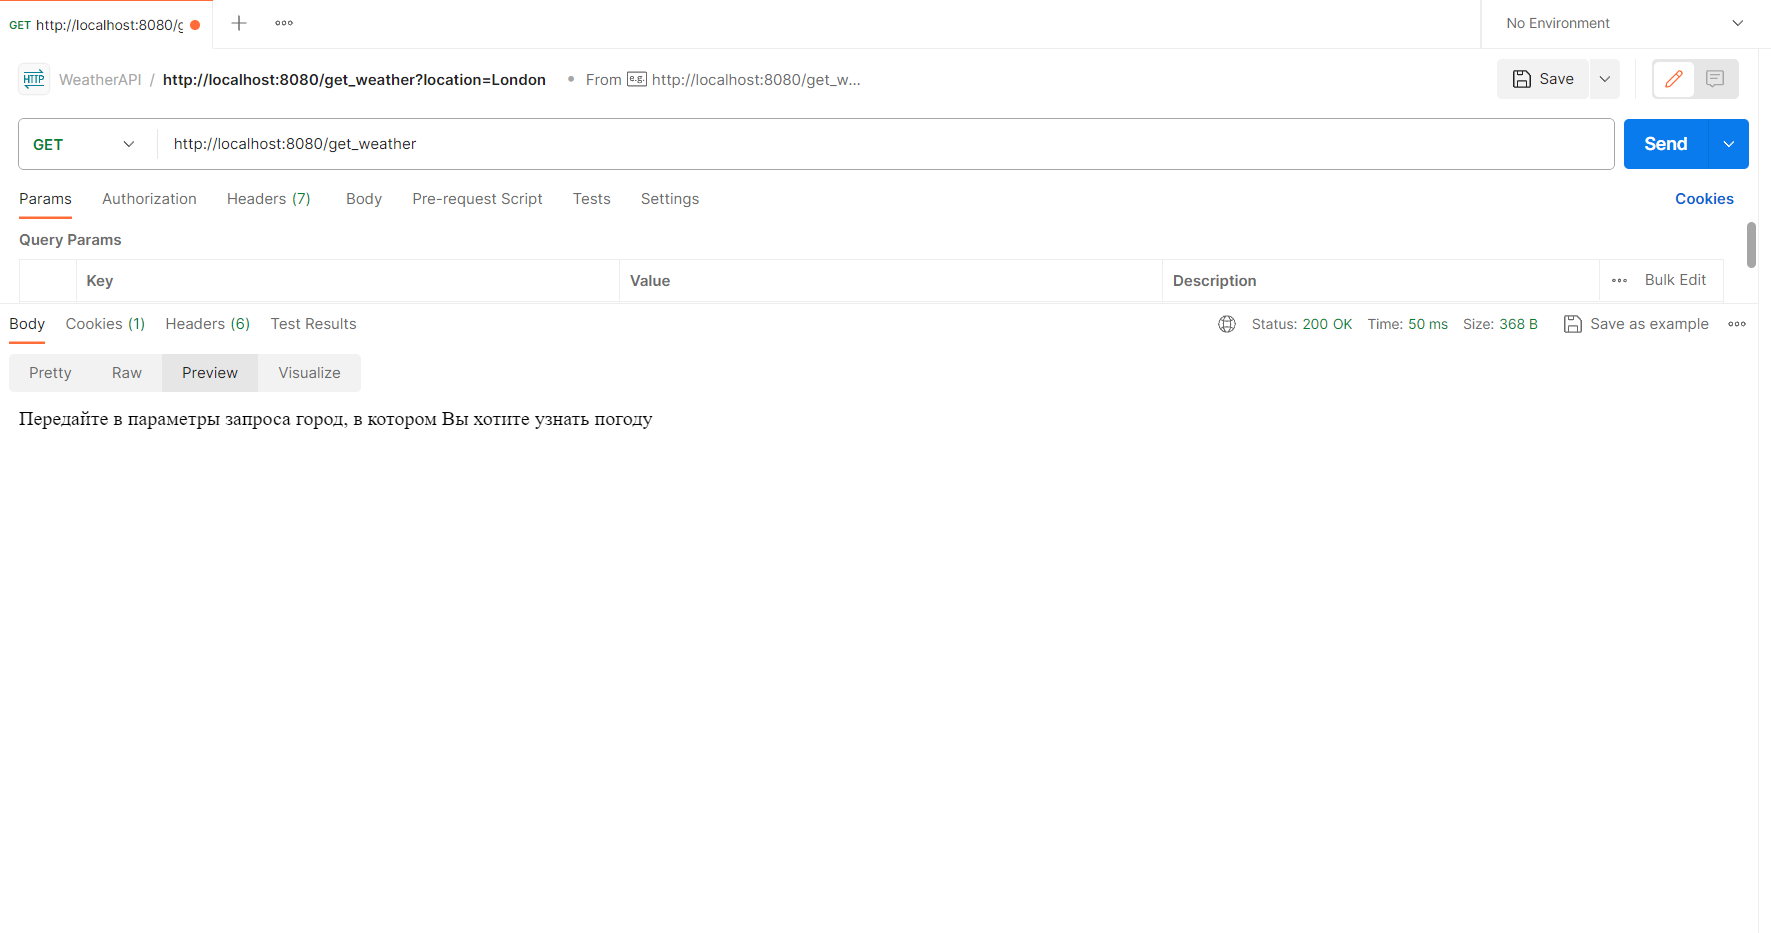 GET http://localhost:8080/g
No Environment
HTTP WeatherAPI / http://localhost:8080/get_weather?location=London From e.g. http://localhost:8080/get_w...
Save
GET http://localhost:8080/get_weather Send
Params Authorization Headers (7) Body Pre-request Script Tests Settings Cookies
Query Params
Key Value Description Bulk Edit
Body Cookies (1) Headers (6) Test Results Status: 200 OK Time: 50 ms Size: 368 B Save as example
Pretty Raw Preview Visualize
Передайте в параметры запроса город, в котором Вы хотите узнать погоду